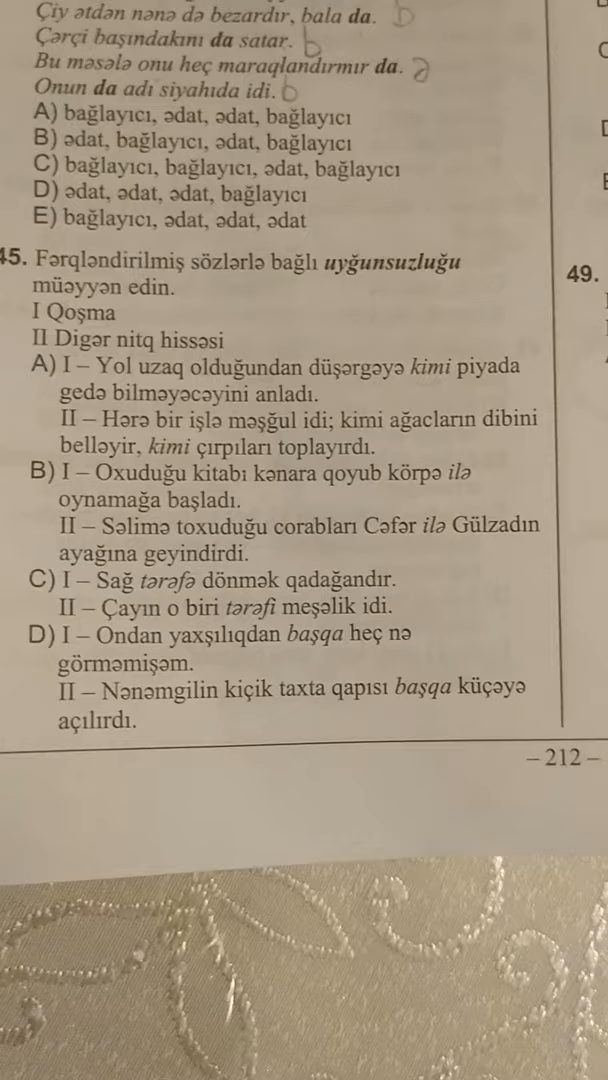 Çiy ətdən nənə də bezardır, bala da. b
Çərçi başındakını da satar. b
Bu məsələ onu heç maraqlandırmır da. ə
Onun da adı siyahıda idi. b
A) bağlayıcı, ədat, ədat, bağlayıcı
B) ədat, bağlayıcı, ədat, bağlayıcı
C) bağlayıcı, bağlayıcı, ədat, bağlayıcı
D) ədat, ədat, ədat, bağlayıcı
E) bağlayıcı, ədat, ədat, ədat
45. Fərqləndirilmiş sözlərlə bağlı uyğunsuzluğu
müəyyən edin.
I Qoşma
II Digər nitq hissəsi
A) I – Yol uzaq olduğundan düşərgəyə kimi piyada
gedə bilməyəcəyini anladı.
II – Hərə bir işlə məşğul idi; kimi ağacların dibini
belləyir, kimi çırpıları toplayırdı.
B) I – Oxuduğu kitabı kənara qoyub körpə ilə
oynamağa başladı.
II – Səlimə toxuduğu corabları Cəfər ilə Gülzadın
ayağına geyindirdi.
C) I – Sağ tərəfə dönmək qadağandır.
II – Çayın o biri tərəfi meşəlik idi.
D) I – Ondan yaxşılıqdan başqa heç nə
görməmişəm.
II – Nənəmgilin kiçik taxta qapısı başqa küçəyə
açılırdı.
49.
– 212 –